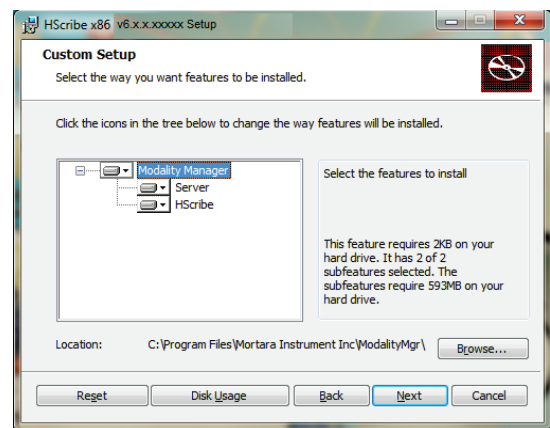 HScribe x86 v6.x.x.xxxxx Setup
Custom Setup
Select the way you want features to be installed.
Click the icons in the tree below to change the way features will be installed.
Modality Manager
Server
HScribe
Select the features to install
This feature requires 2KB on your
hard drive. It has 2 of 2
subfeatures selected. The
subfeatures require 593MB on your
hard drive.
Location: C:\Program Files\Mortara Instrument Inc\ModalityMgr\
Browse...
Reset Disk Usage Back Next Cancel